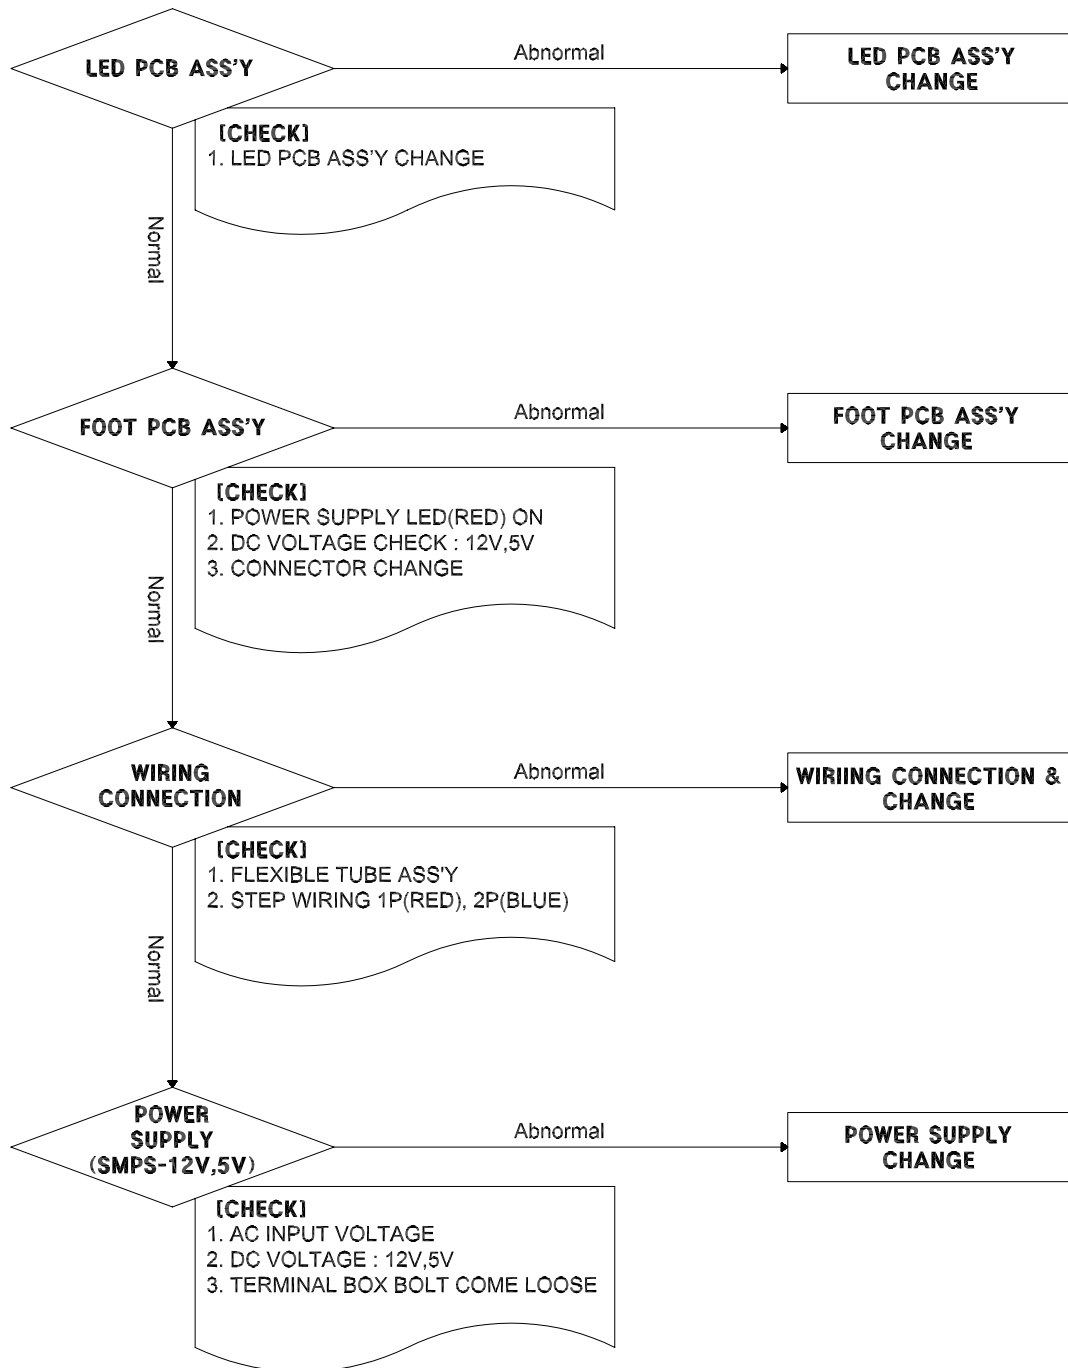 LED PCB ASS'Y
Abnormal
LED PCB ASS'Y
CHANGE
[CHECK]
1. LED PCB ASS'Y CHANGE
Normal
FOOT PCB ASS'Y
Abnormal
FOOT PCB ASS'Y
CHANGE
[CHECK]
1. POWER SUPPLY LED(RED) ON
2. DC VOLTAGE CHECK : 12V,5V
3. CONNECTOR CHANGE
Normal
WIRING
CONNECTION
Abnormal
WIRIING CONNECTION &
CHANGE
[CHECK]
1. FLEXIBLE TUBE ASS'Y
2. STEP WIRING 1P(RED), 2P(BLUE)
Normal
POWER
SUPPLY
(SMPS-12V,5V)
Abnormal
POWER SUPPLY
CHANGE
[CHECK]
1. AC INPUT VOLTAGE
2. DC VOLTAGE : 12V,5V
3. TERMINAL BOX BOLT COME LOOSE